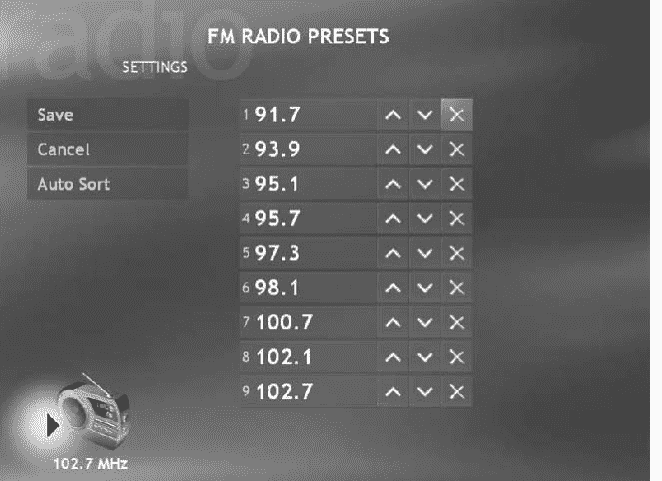 radio
FM RADIO PRESETS
SETTINGS
Save
Cancel
Auto Sort
1 91.7
2 93.9
3 95.1
4 95.7
5 97.3
6 98.1
7 100.7
8 102.1
9 102.7
102.7 MHz